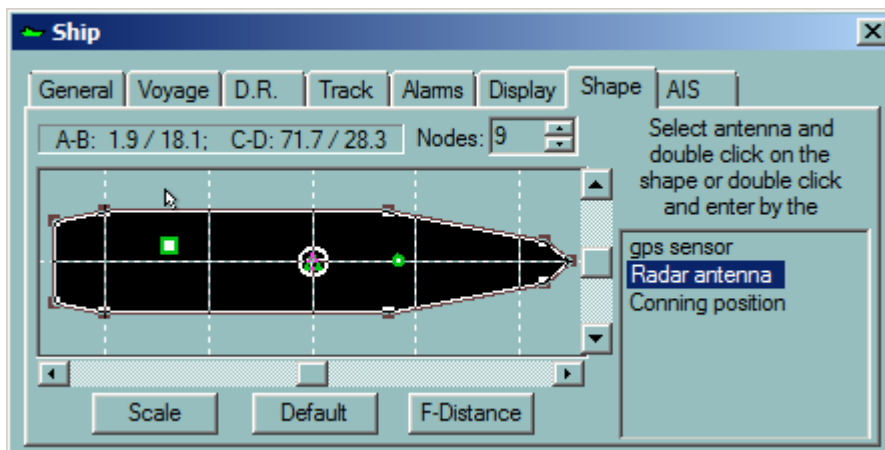 Ship
General Voyage D.R. Track Alarms Display Shape AIS
A-B: 1.9 / 18.1; C-D: 71.7 / 28.3 Nodes: 9
Select antenna and
double click on the
shape or double click
and enter by the
gps sensor
Radar antenna
Conning position
Scale Default F-Distance